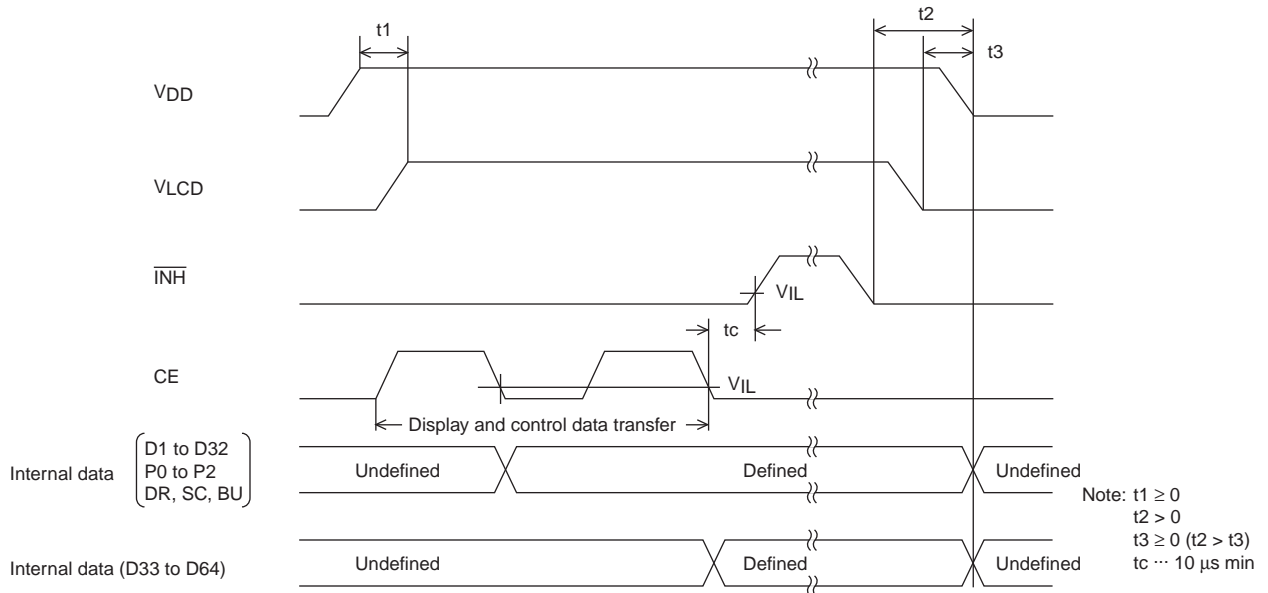 t1
t2
t3
VDD
VLCD
INH
VIL
tc
CE
VIL
Display and control data transfer
Internal data
D1 to D32
P0 to P2
DR, SC, BU
Undefined
Defined
Undefined
Note: t1 ≥ 0
t2 > 0
t3 ≥ 0 (t2 > t3)
tc ··· 10 μs min
Internal data (D33 to D64)
Undefined
Defined
Undefined